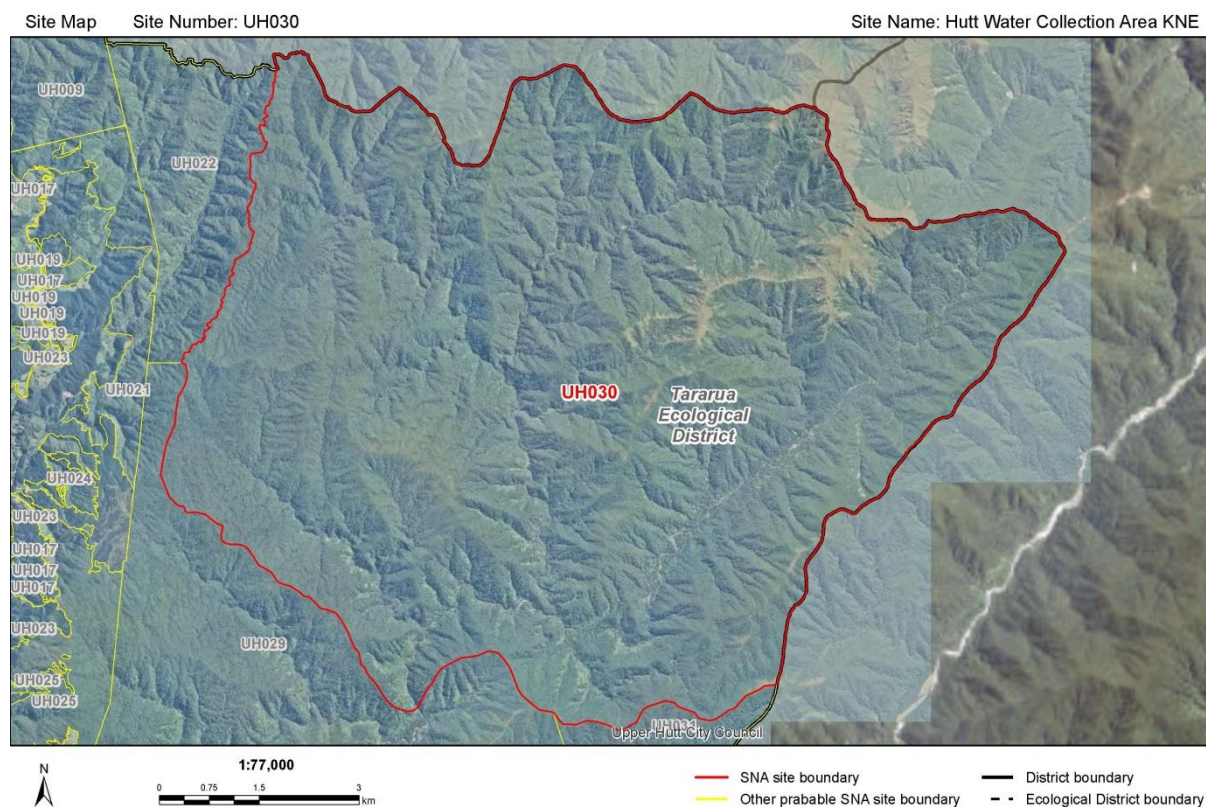 Site Map Site Number: UH030 Site Name: Hutt Water Collection Area KNE
UH009
UH022
UH017
UH019
UH017
UH019
UH019
UH019
UH023
UH021
UH030
Tararua
Ecological
District
UH024
UH023
UH017
UH017
UH017
UH023
UH029
UH025
UH025
UH031
Upper Hutt City Council
N
1:77,000
0 0.75 1.5 3
km
SNA site boundary
Other prabable SNA site boundary
District boundary
Ecological District boundary